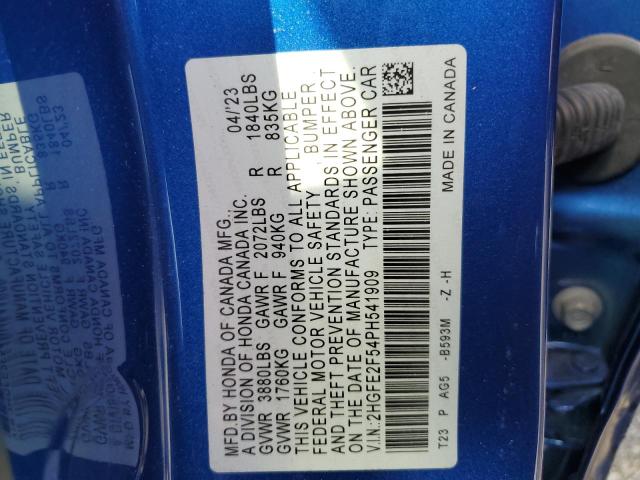 MFD.BY HONDA OF CANADA MFG., 04/'23
A DIVISION OF HONDA CANADA INC.
GVWR 3880LBS GAWR F 2072LBS R 1840LBS
GVWR 1760KG GAWR F 940KG R 835KG
THIS VEHICLE CONFORMS TO ALL APPLICABLE
FEDERAL MOTOR VEHICLE SAFETY, BUMPER,
AND THEFT PREVENTION STANDARDS IN EFFECT
ON THE DATE OF MANUFACTURE SHOWN ABOVE.
V.I.N.:2HGFE2F54PH541909 TYPE: PASSENGER CAR
T23 P AG5 -B593M -Z -H MADE IN CANADA